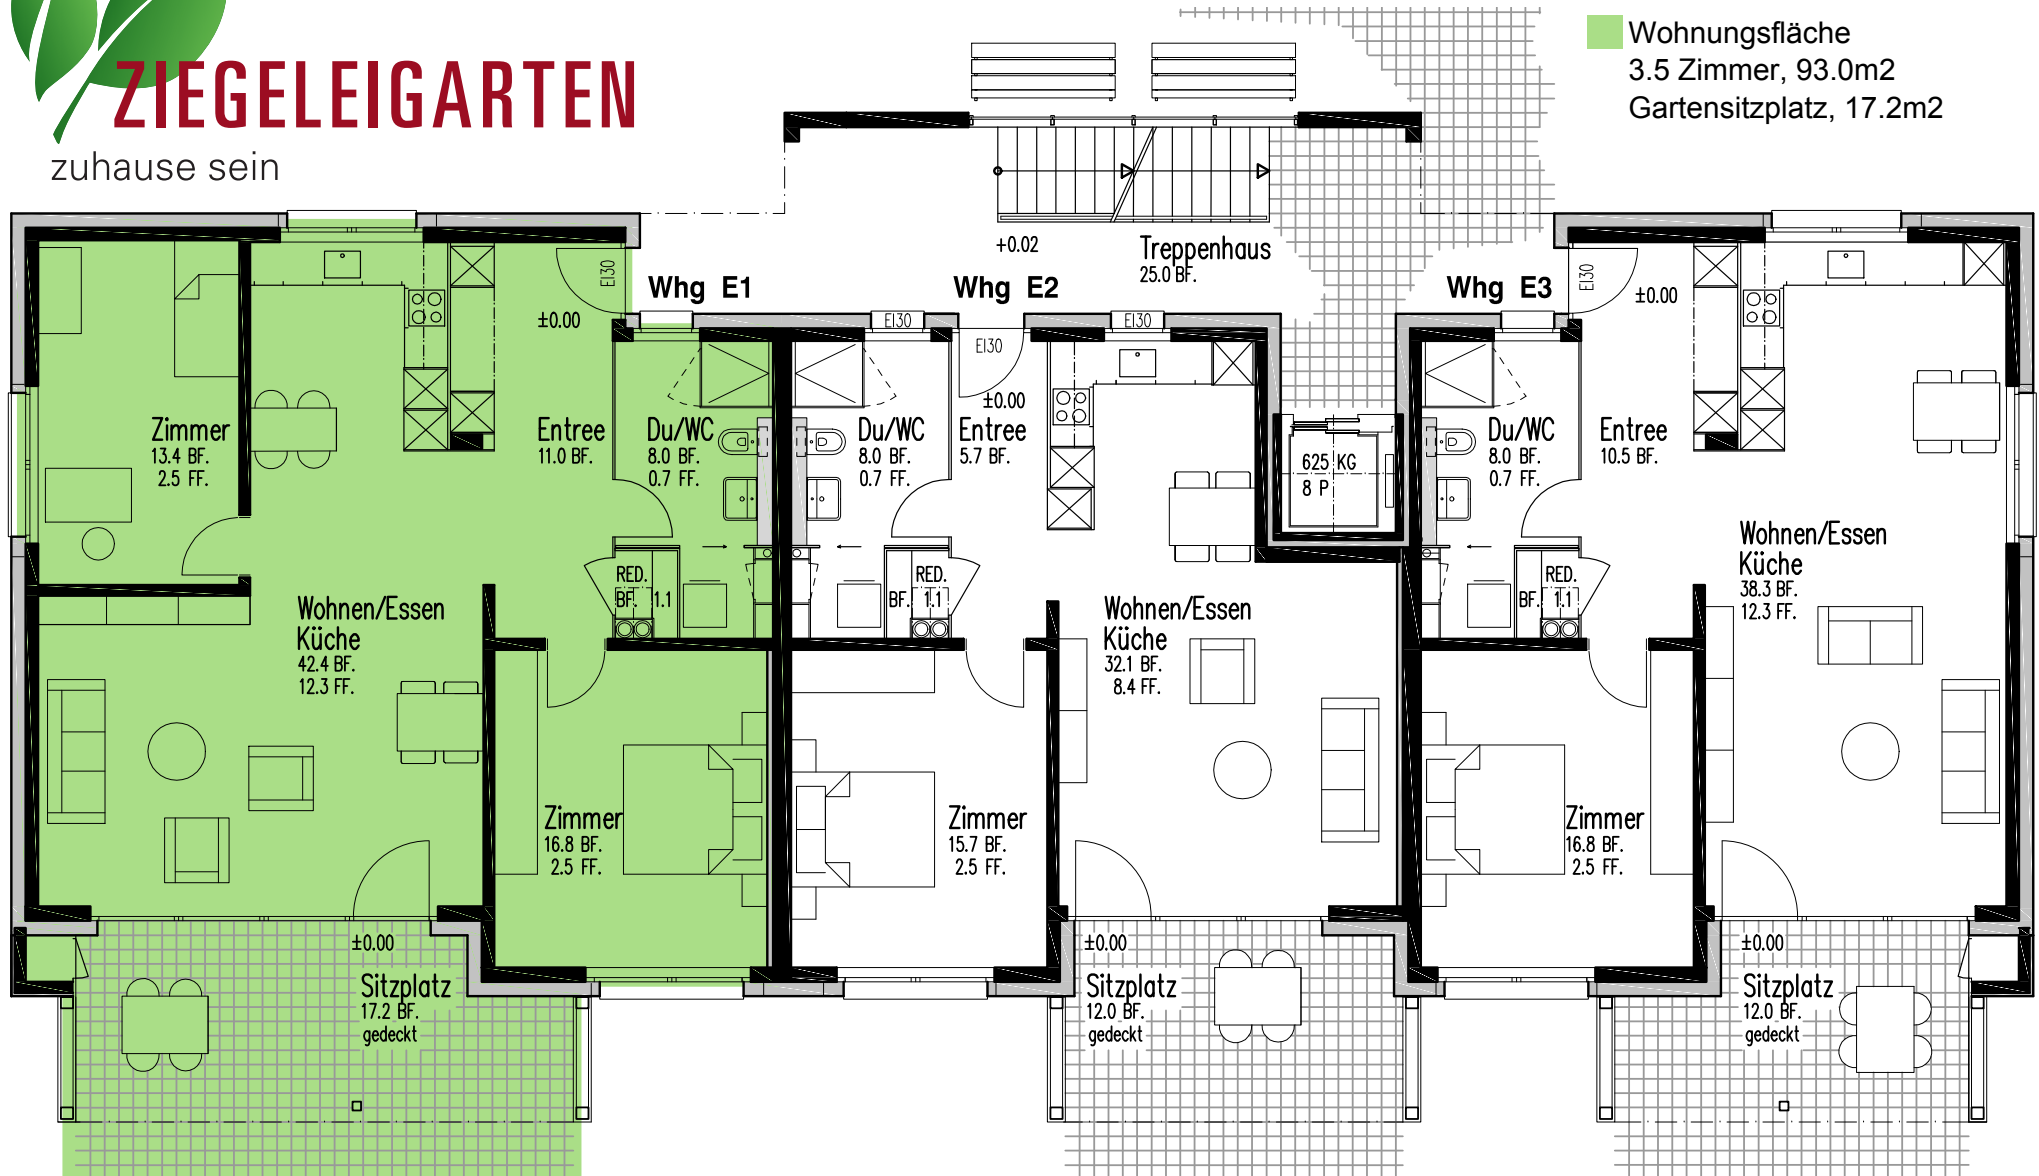 ZIEGELEIGARTEN
zuhause sein
Wohnungsfläche
3.5 Zimmer, 93.0m2
Gartensitzplatz, 17.2m2
+0.02
Treppenhaus
25.0 BF.
Whg E1
Whg E2
Whg E3
EI30
±0.00
EI30
EI30
EI30
±0.00
EI30
±0.00
Zimmer
13.4 BF.
2.5 FF.
Entree
11.0 BF.
Du/WC
8.0 BF.
0.7 FF.
Du/WC
8.0 BF.
0.7 FF.
Entree
5.7 BF.
625 KG
8 P
Du/WC
8.0 BF.
0.7 FF.
Entree
10.5 BF.
RED.
BF. 1.1
RED.
BF. 1.1
RED.
BF. 1.1
Wohnen/Essen
Küche
42.4 BF.
12.3 FF.
Wohnen/Essen
Küche
32.1 BF.
8.4 FF.
Wohnen/Essen
Küche
38.3 BF.
12.3 FF.
Zimmer
16.8 BF.
2.5 FF.
Zimmer
15.7 BF.
2.5 FF.
Zimmer
16.8 BF.
2.5 FF.
±0.00
Sitzplatz
17.2 BF.
gedeckt
±0.00
Sitzplatz
12.0 BF.
gedeckt
±0.00
Sitzplatz
12.0 BF.
gedeckt